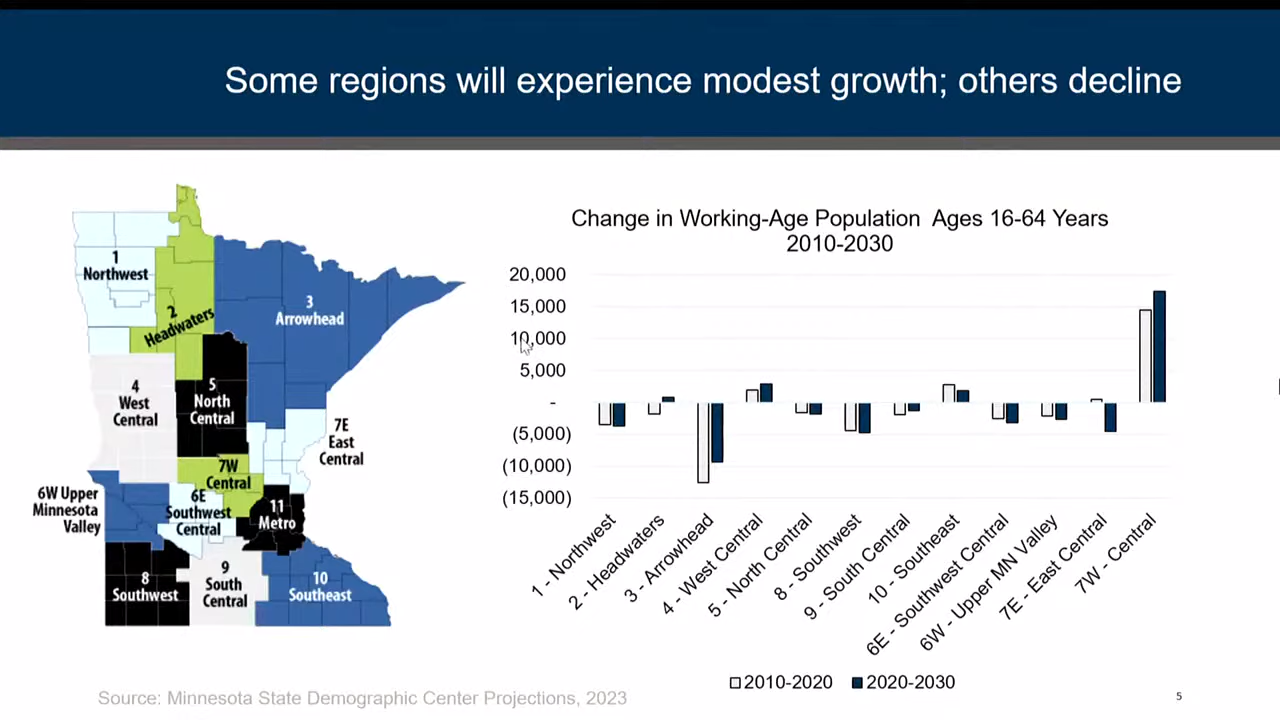 Some regions will experience modest growth; others decline
1
Northwest
2
Headwaters
3
Arrowhead
4
West
Central
5
North
Central
7E
East
Central
7W
Central
6W Upper
Minnesota
Valley
6E
Southwest
Central
11
Metro
8
Southwest
9
South
Central
10
Southeast
Change in Working-Age Population  Ages 16-64 Years
2010-2030
20,000
15,000
10,000
5,000
-
(5,000)
(10,000)
(15,000)
1 - Northwest
2 - Headwaters
3 - Arrowhead
4 - West Central
5 - North Central
8 - Southwest
9 - South Central
10 - Southeast
6E - Southwest Central
6W - Upper MN Valley
7E - East Central
7W - Central
2010-2020
2020-2030
Source: Minnesota State Demographic Center Projections, 2023
5